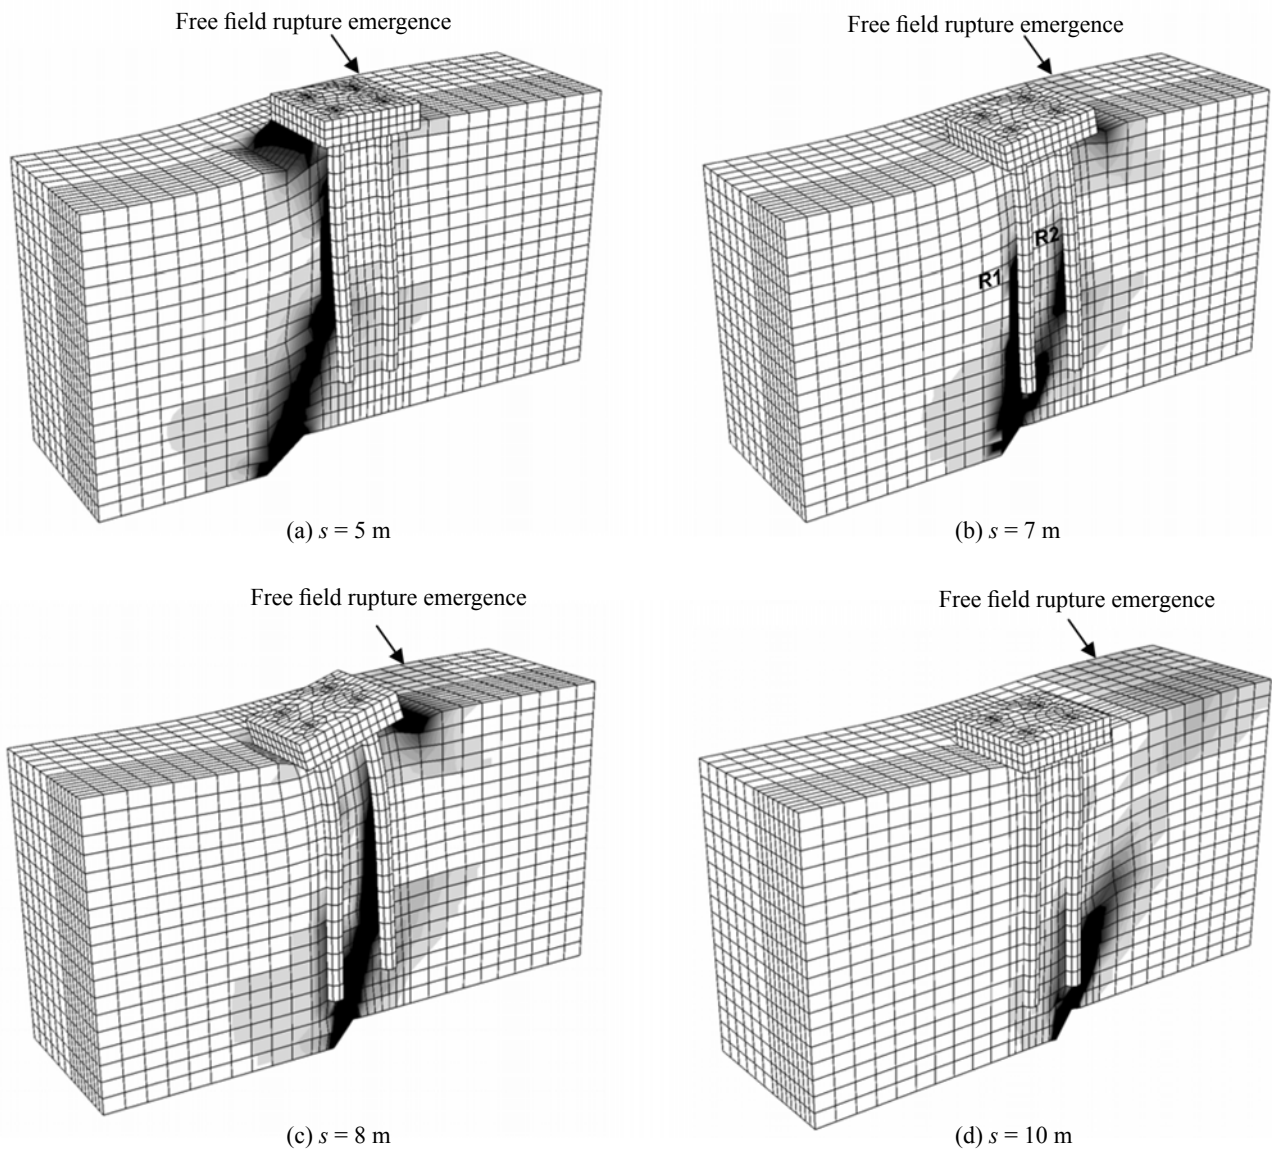 Free field rupture emergence
Free field rupture emergence
(a) s = 5 m
R2
R1
(b) s = 7 m
Free field rupture emergence
Free field rupture emergence
(c) s = 8 m
(d) s = 10 m